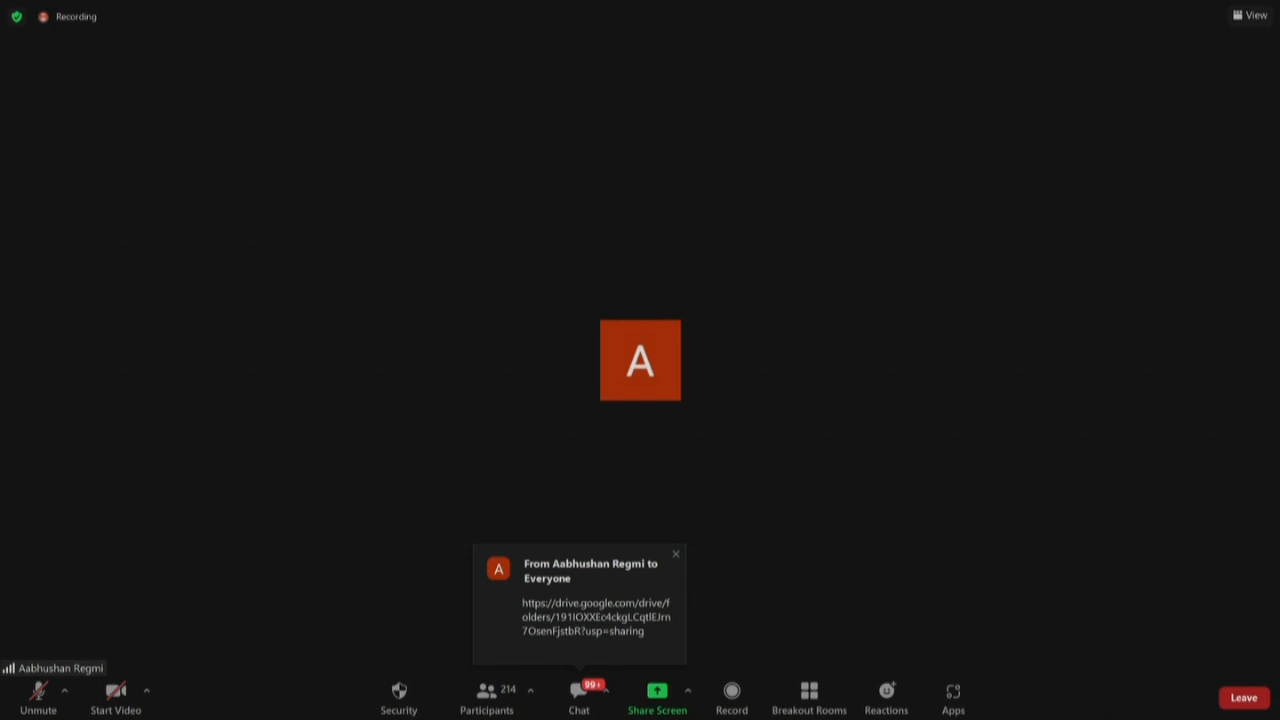 Recording
View
A
A
From Aabhushan Regmi to
Everyone
https://drive.google.com/drive/f
olders/191IOXXEc4ckgLCqtlEJrn
7OsenFjstbR?usp=sharing
Aabhushan Regmi
Unmute
Start Video
Security
Participants
214
Chat
99+
Share Screen
Record
Breakout Rooms
Reactions
Apps
Leave